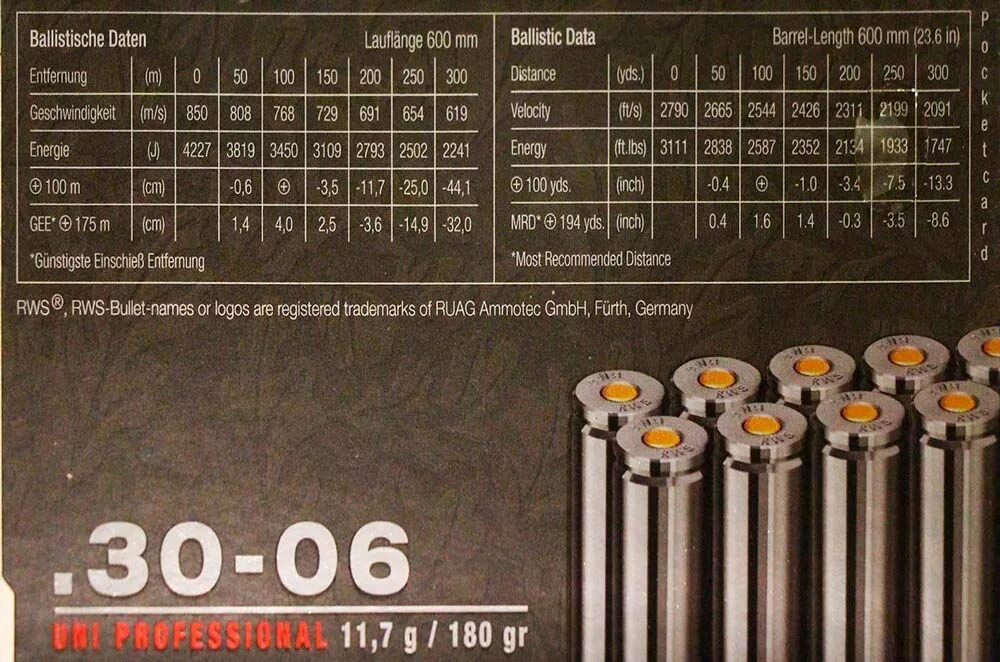 Ballistische Daten Lauflänge 600 mm
Entfernung (m) 0 50 100 150 200 250 300
Geschwindigkeit (m/s) 850 808 768 729 691 654 619
Energie (J) 4227 3819 3450 3109 2793 2502 2241
⊕ 100 m (cm) -0,6 ⊕ -3,5 -11,7 -25,0 -44,1
GEE* ⊕ 175 m (cm) 1,4 4,0 2,5 -3,6 -14,9 -32,0
*Günstigste Einschieß Entfernung
Ballistic Data Barrel-Length 600 mm (23.6 in)
Distance (yds.) 0 50 100 150 200 250 300
Velocity (ft/s) 2790 2665 2544 2426 2311 2199 2091
Energy (ft.lbs) 3111 2838 2587 2352 2134 1933 1747
⊕ 100 yds. (inch) -0.4 ⊕ -1.0 -3.4 -7.5 -13.3
MRD* ⊕ 194 yds. (inch) 0.4 1.6 1.4 -0.3 -3.5 -8.6
*Most Recommended Distance
Pocketcard
RWS®, RWS-Bullet-names or logos are registered trademarks of RUAG Ammotec GmbH, Fürth, Germany
RWS
RWS
RWS
RWS
.30-06
UNI PROFESSIONAL 11,7 g / 180 gr